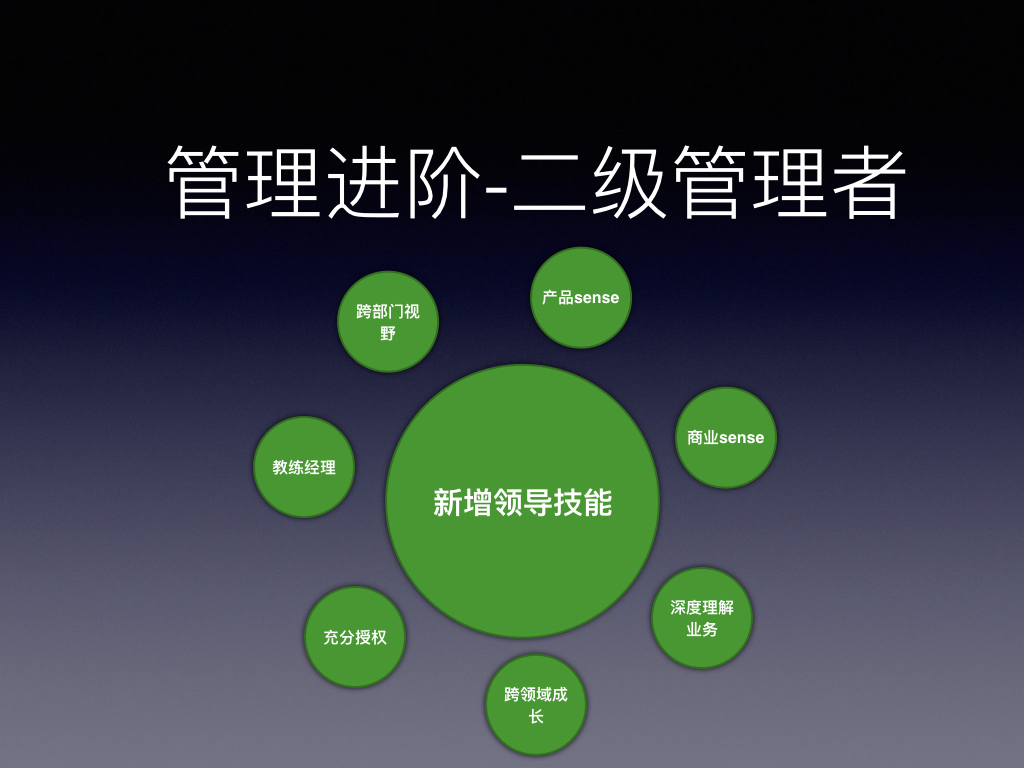 管理进阶-二级管理者
产品sense
跨部门视
野
商业sense
教练经理
新增领导技能
深度理解
业务
充分授权
跨领域成
长